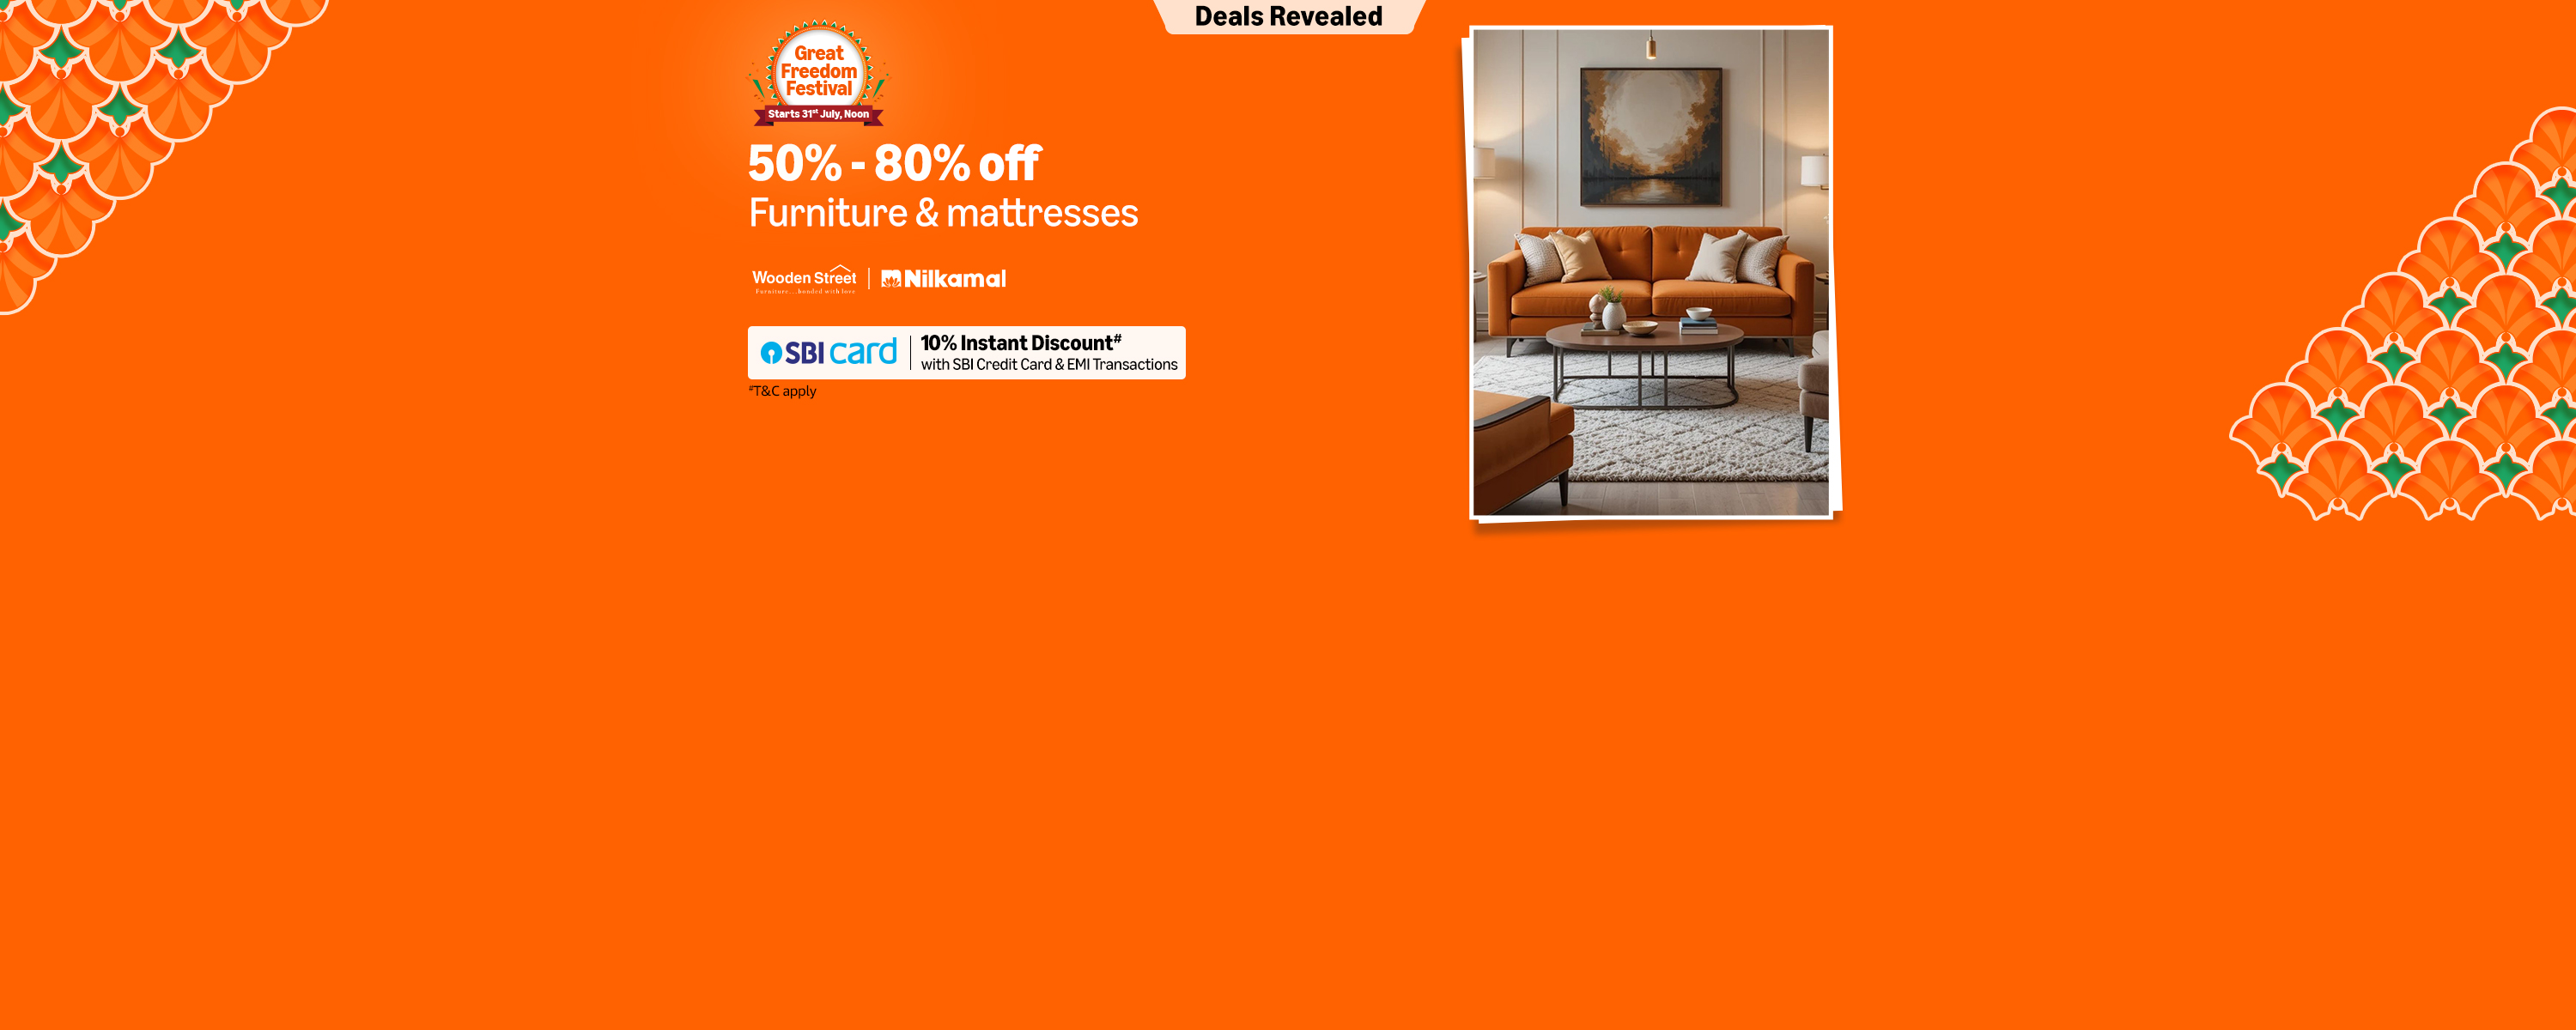 Deals Revealed
Great
Freedom
Festival
Starts 31st July, Noon
50% - 80% off
Furniture & mattresses
Wooden Street
Furniture...bonded with love
Nilkamal
SBI card
10% Instant Discount#
with SBI Credit Card & EMI Transactions
#T&C apply